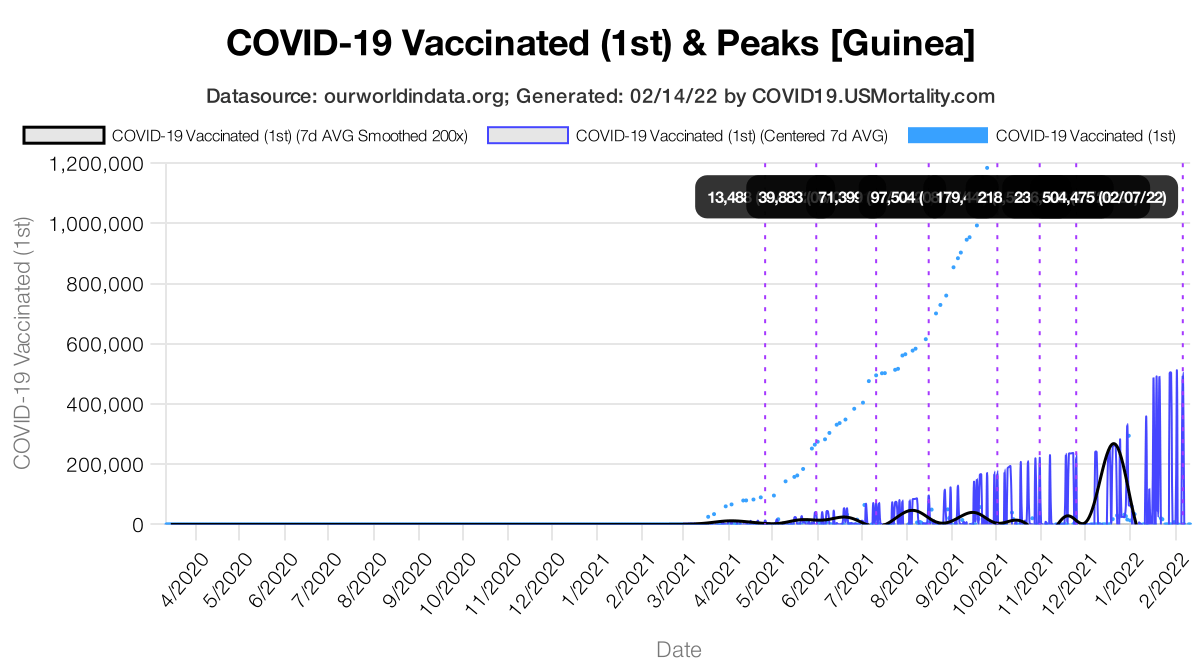 COVID-19 Vaccinated (1st) & Peaks [Guinea]
Datasource: ourworldindata.org; Generated: 02/14/22 by COVID19.USMortality.com
COVID-19 Vaccinated (1st) (7d AVG Smoothed 200x) COVID-19 Vaccinated (1st) (Centered 7d AVG) COVID-19 Vaccinated (1st)
1,200,000
13,488 39,883 71,399 97,504 ( 179, 218 23 504,475 (02/07/22)
1,000,000
800,000
600,000
400,000
200,000
0
COVID-19 Vaccinated (1st)
4/2020 5/2020 6/2020 7/2020 8/2020 9/2020 10/2020 11/2020 12/2020 1/2021 2/2021 3/2021 4/2021 5/2021 6/2021 7/2021 8/2021 9/2021 10/2021 11/2021 12/2021 1/2022 2/2022
Date